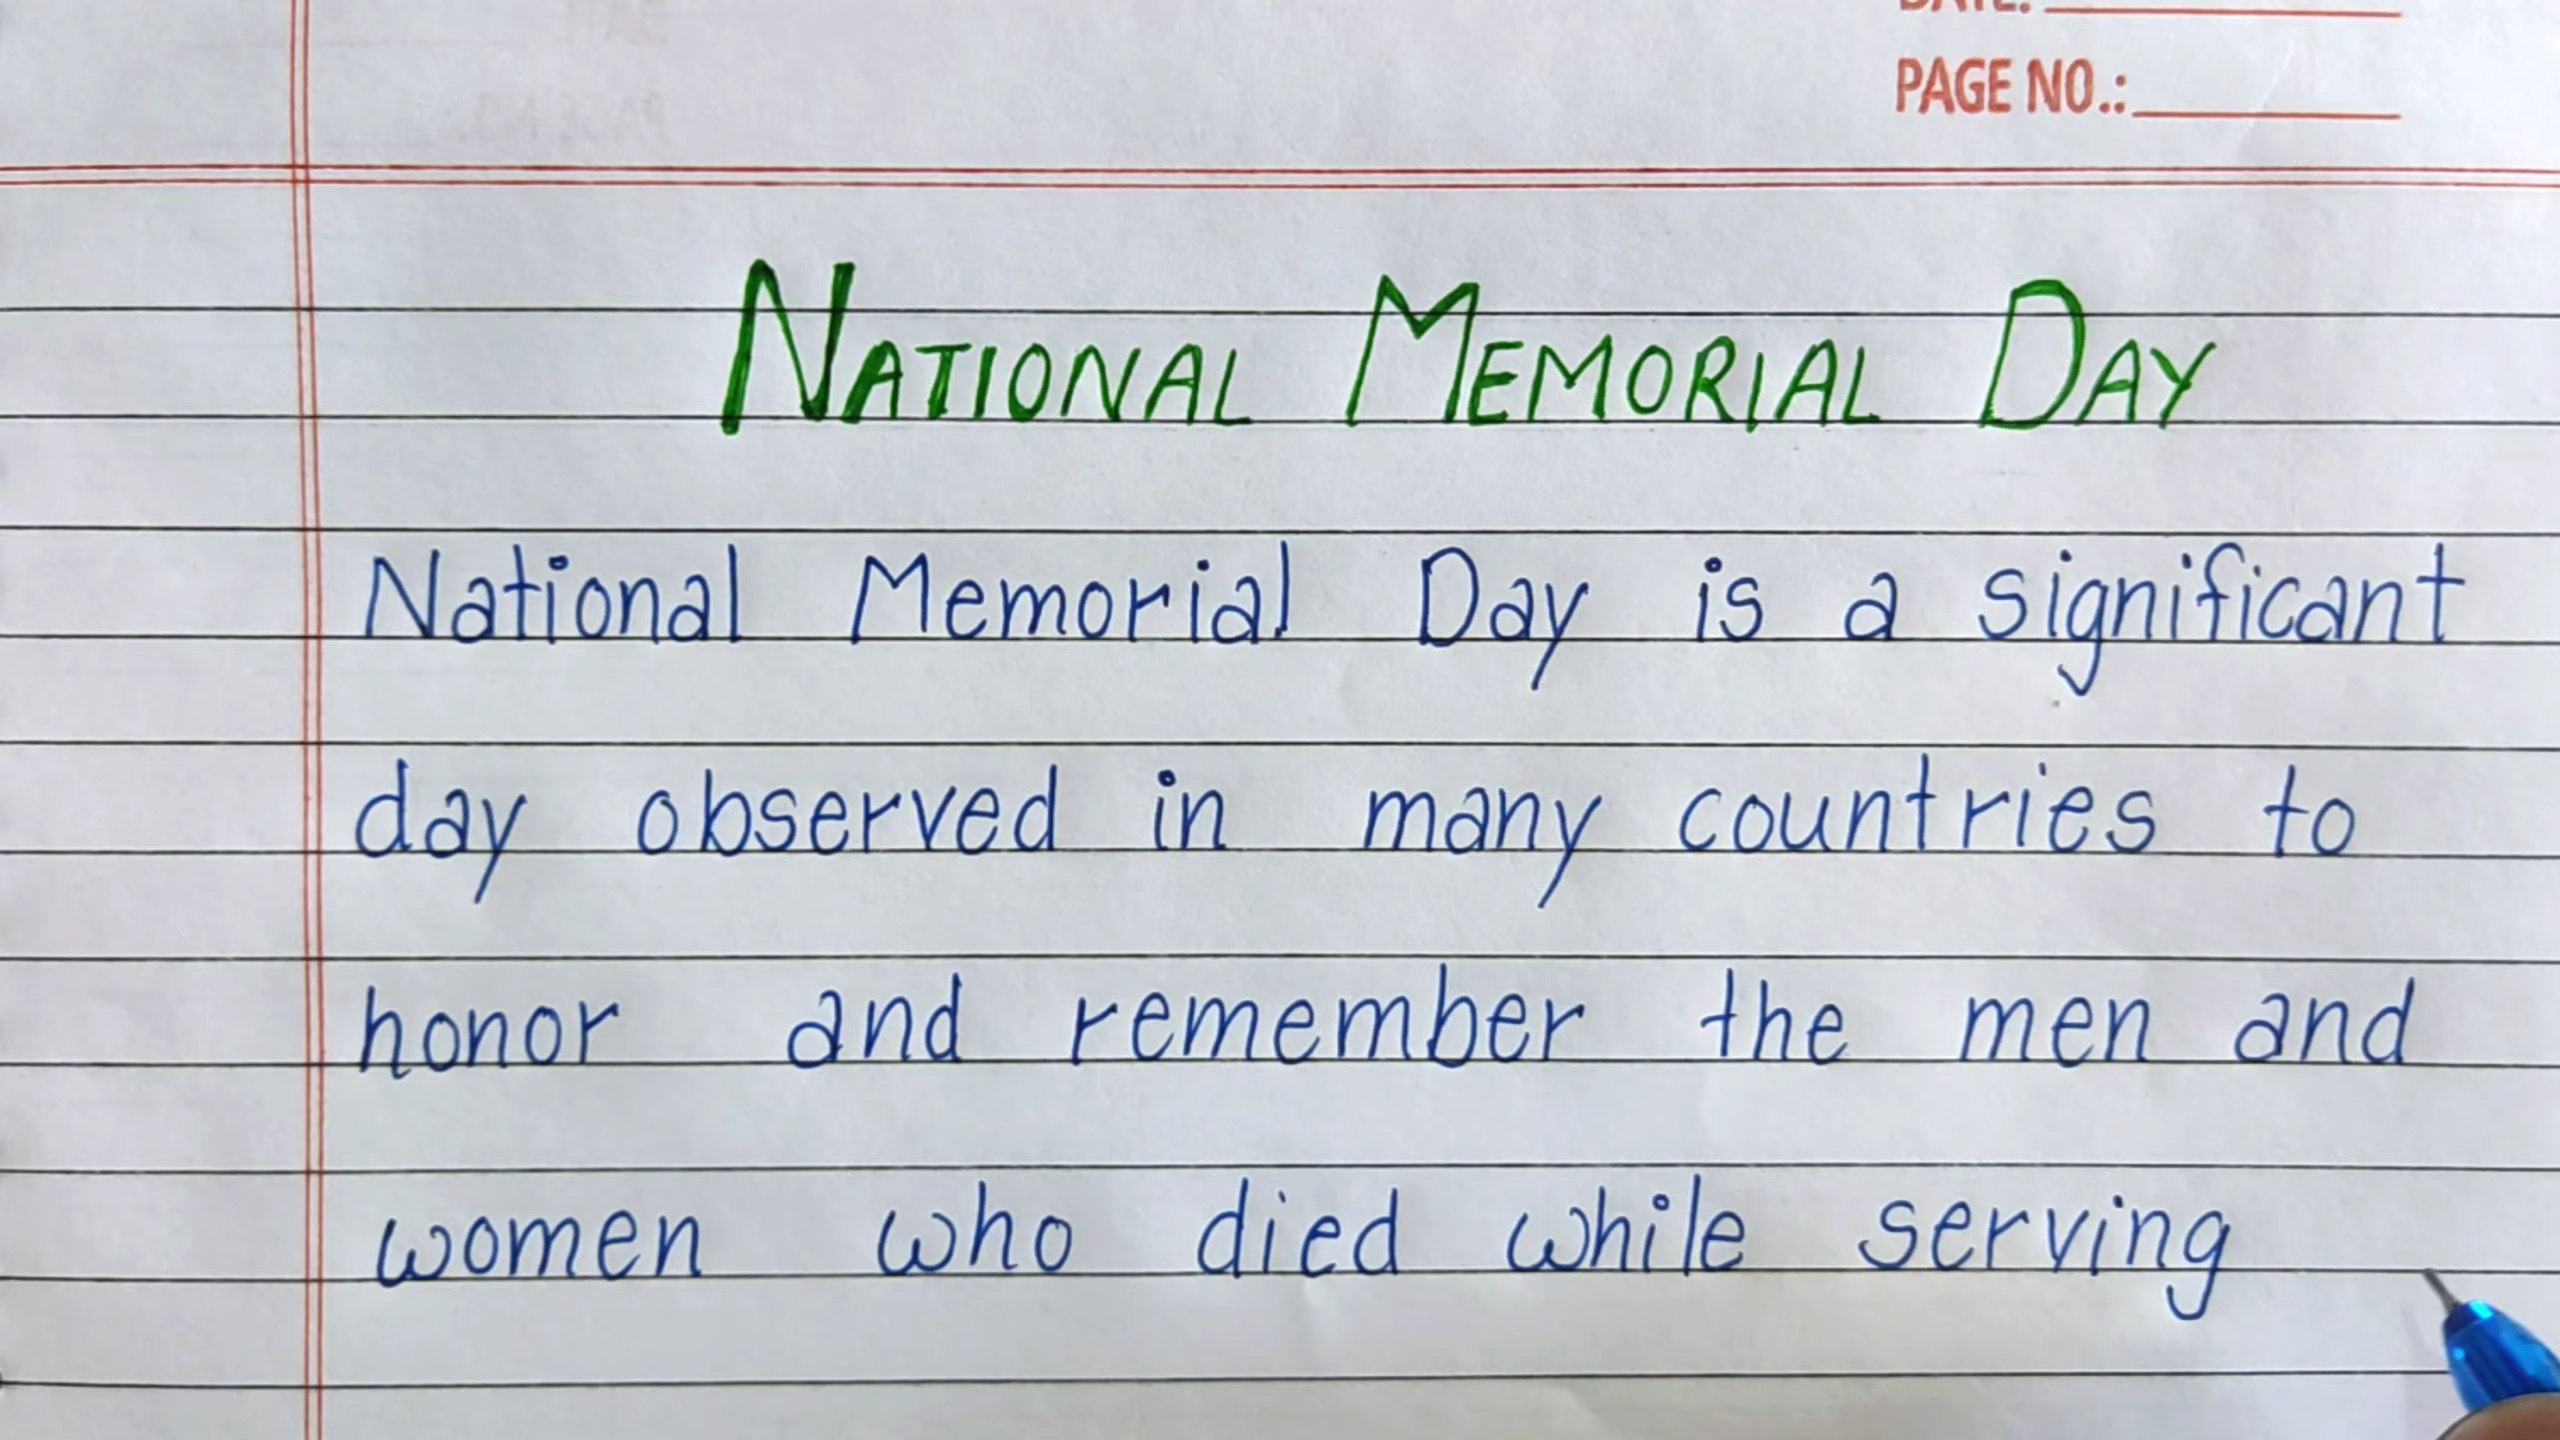 DATE:
PAGE NO.:
NATIONAL MEMORIAL DAY
National Memorial Day is a significant
day observed in many countries to
honor and remember the men and
women who died while serving